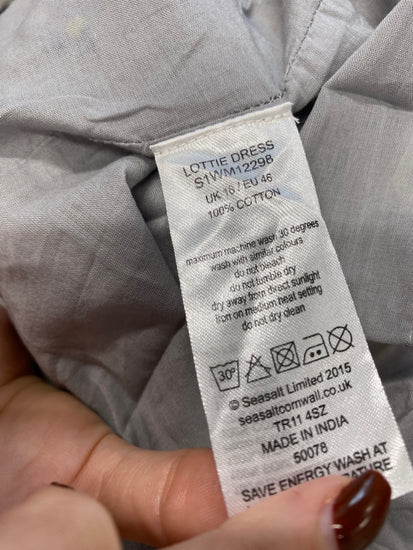 LOTTIE DRESS
S1WM12298
UK 16 / EU 46
100% COTTON
maximum machine wash 30 degrees
wash with similar colours
do not bleach
do not tumble dry
dry away from direct sunlight
iron on medium heat setting
do not dry clean
30°
© Seasalt Limited 2015
seasaltcornwall.co.uk
TR11 4SZ
MADE IN INDIA
50078
SAVE ENERGY WASH AT